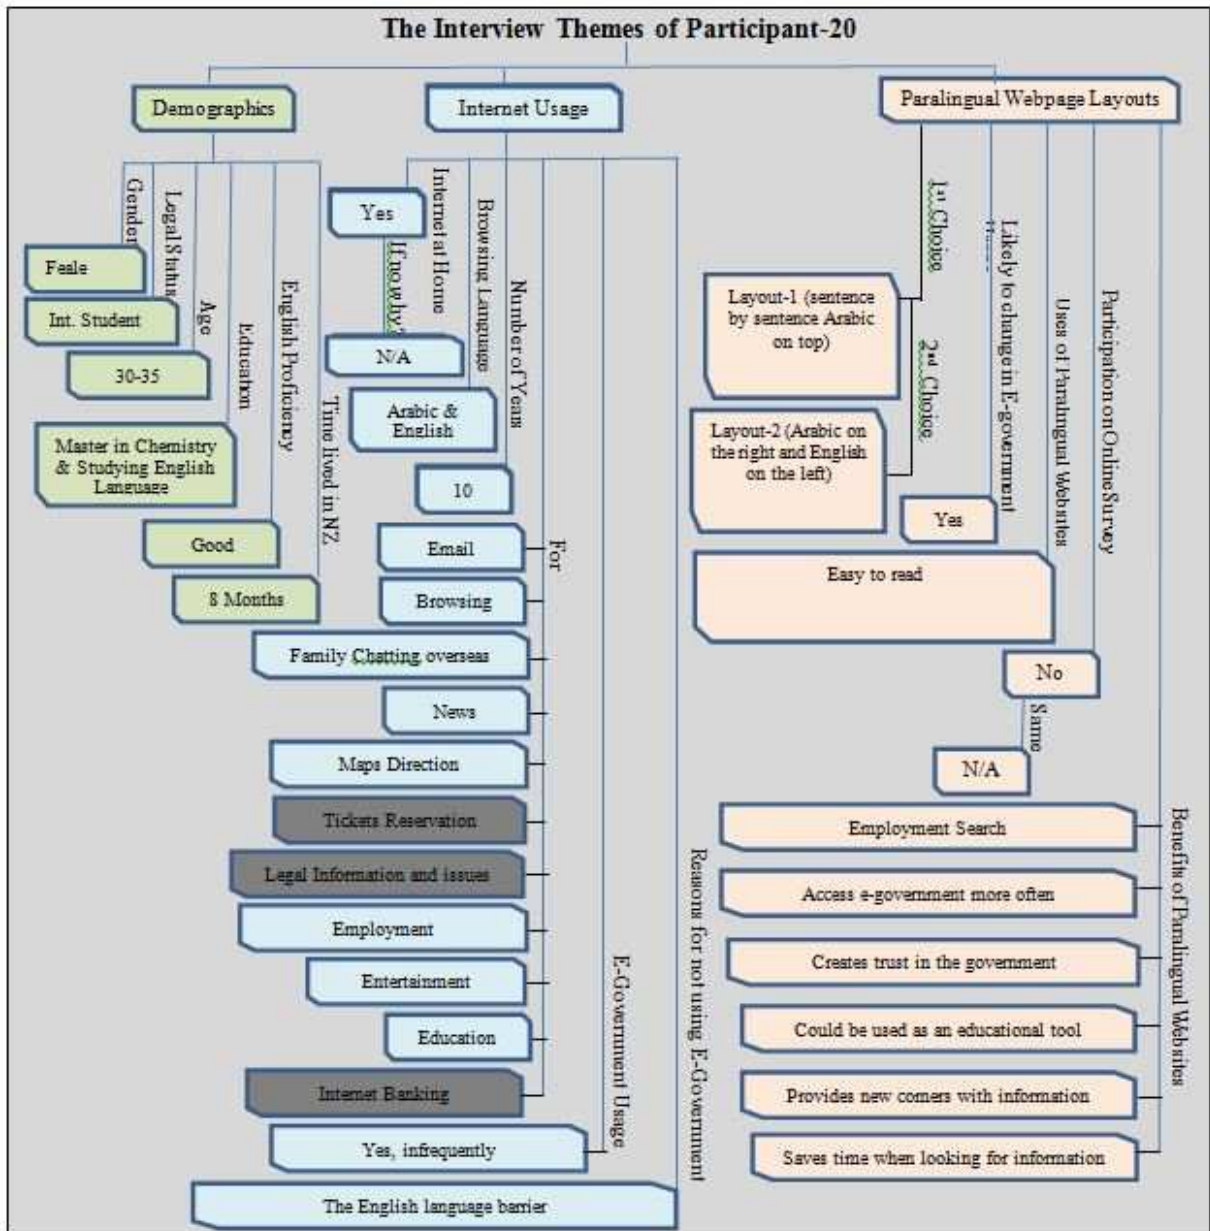 The Interview Themes of Participant-20
Demographics
Gender
Feale
Legal Status
Int. Student
Age
30-35
Education
Master in Chemistry
& Studying English
Language
English Proficiency
Good
Time lived in NZ
8 Months
Internet Usage
Internet at Home
Yes
If no why?
N/A
Browsing Language
Arabic &
English
Number of Years
10
For
Email
Browsing
Family Chatting overseas
News
Maps Direction
Tickets Reservation
Legal Information and issues
Employment
Entertainment
Education
Internet Banking
E-Government Usage
Yes, infrequently
Reasons for not using E-Government
The English language barrier
Paralingual Webpage Layouts
1st Choice
Layout-1 (sentence
by sentence Arabic
on top)
2nd Choice
Layout-2 (Arabic on
the right and English
on the left)
Likely to change in E-government
Yes
Uses of Paralingual Websites
Easy to read
Participation on Online Survey
No
Same
N/A
Benefits of Paralingual Websites
Employment Search
Access e-government more often
Creates trust in the government
Could be used as an educational tool
Provides new comers with information
Saves time when looking for information